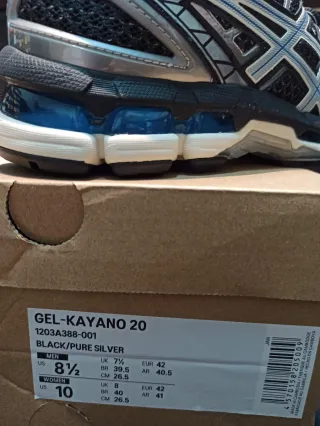 GEL-KAYANO 20
1203A388-001
BLACK/PURE SILVER
MEN
US 8½ UK 7½ EUR 42
BR 39.5 AR 40.5
CM 26.5
WOMEN
US 10 UK 8 EUR 42
BR 40 AR 41
CM 26.5